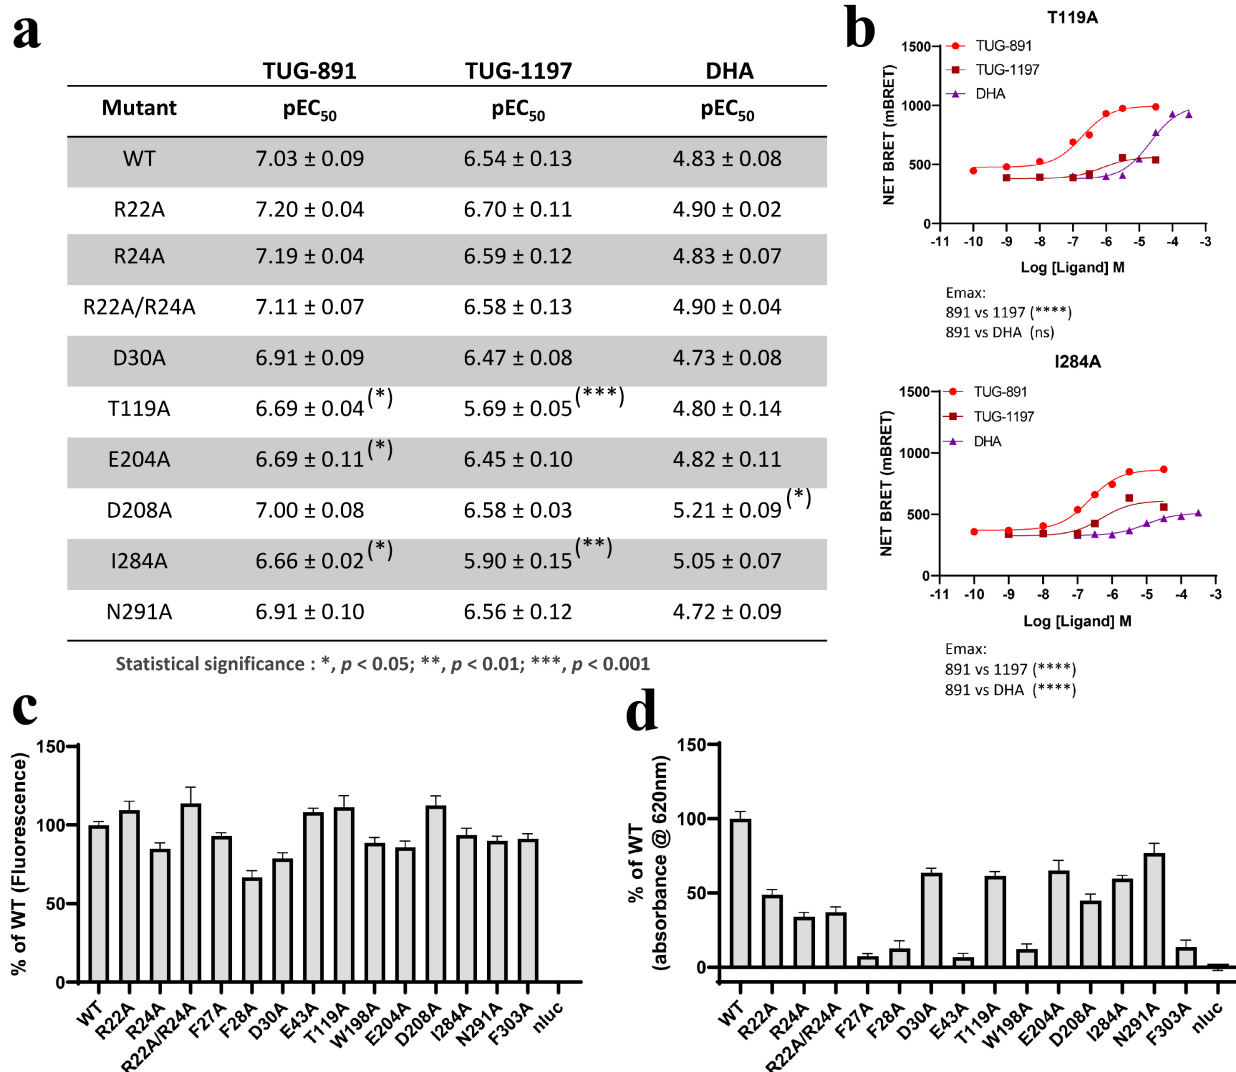 a
TUG-891 TUG-1197 DHA
Mutant pEC50 pEC50 pEC50
WT 7.03 ± 0.09 6.54 ± 0.13 4.83 ± 0.08
R22A 7.20 ± 0.04 6.70 ± 0.11 4.90 ± 0.02
R24A 7.19 ± 0.04 6.59 ± 0.12 4.83 ± 0.07
R22A/R24A 7.11 ± 0.07 6.58 ± 0.13 4.90 ± 0.04
D30A 6.91 ± 0.09 6.47 ± 0.08 4.73 ± 0.08
T119A 6.69 ± 0.04 (*) 5.69 ± 0.05 (***) 4.80 ± 0.14
E204A 6.69 ± 0.11 (*) 6.45 ± 0.10 4.82 ± 0.11
D208A 7.00 ± 0.08 6.58 ± 0.03 5.21 ± 0.09 (*)
I284A 6.66 ± 0.02 (*) 5.90 ± 0.15 (**) 5.05 ± 0.07
N291A 6.91 ± 0.10 6.56 ± 0.12 4.72 ± 0.09
Statistical significance : *, p < 0.05; **, p < 0.01; ***, p < 0.001
b
T119A
TUG-891
TUG-1197
DHA
NET BRET (mBRET)
1500
1000
500
0
-11 -10 -9 -8 -7 -6 -5 -4 -3
Log [Ligand] M
Emax:
891 vs 1197 (****)
891 vs DHA (ns)
I284A
TUG-891
TUG-1197
DHA
NET BRET (mBRET)
1500
1000
500
0
-11 -10 -9 -8 -7 -6 -5 -4 -3
Log [Ligand] M
Emax:
891 vs 1197 (****)
891 vs DHA (****)
c
% of WT (Fluorescence)
150
100
50
0
WT R22A R24A R22A/R24A F27A F28A D30A E43A T119A W198A E204A D208A I284A N291A F303A nluc
d
% of WT
(absorbance @ 620nm)
150
100
50
0
WT R22A R24A R22A/R24A F27A F28A D30A E43A T119A W198A E204A D208A I284A N291A F303A nluc